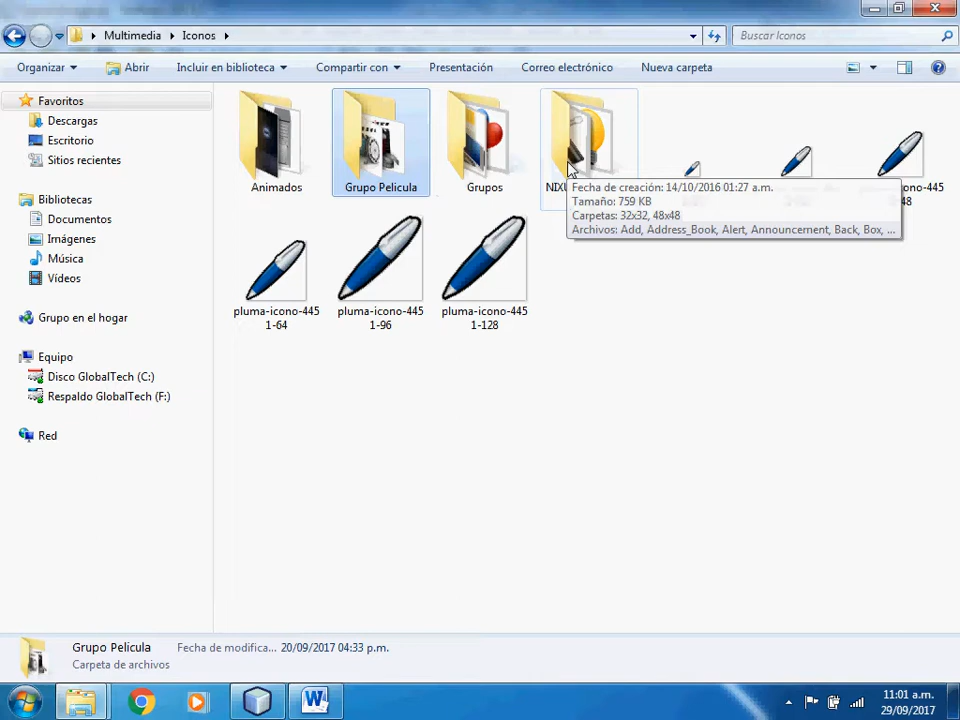 Multimedia Iconos Buscar Iconos
Organizar Abrir Incluir en biblioteca Compartir con Presentación Correo electrónico Nueva carpeta
Favoritos
Descargas
Escritorio
Sitios recientes
Bibliotecas
Documentos
Imágenes
Música
Vídeos
Grupo en el hogar
Equipo
Disco GlobalTech (C:)
Respaldo GlobalTech (F:)
Red
Animados
Grupo Pelicula
Grupos
Fecha de creación: 14/10/2016 01:27 a.m.
Tamaño: 759 KB
Carpetas: 32x32, 48x48
Archivos: Add, Address_Book, Alert, Announcement, Back, Box, ...
pluma-icono-445
1-64
pluma-icono-445
1-96
pluma-icono-445
1-128
Grupo Pelicula Fecha de modifica... 20/09/2017 04:33 p.m.
Carpeta de archivos
11:01 a.m.
29/09/2017